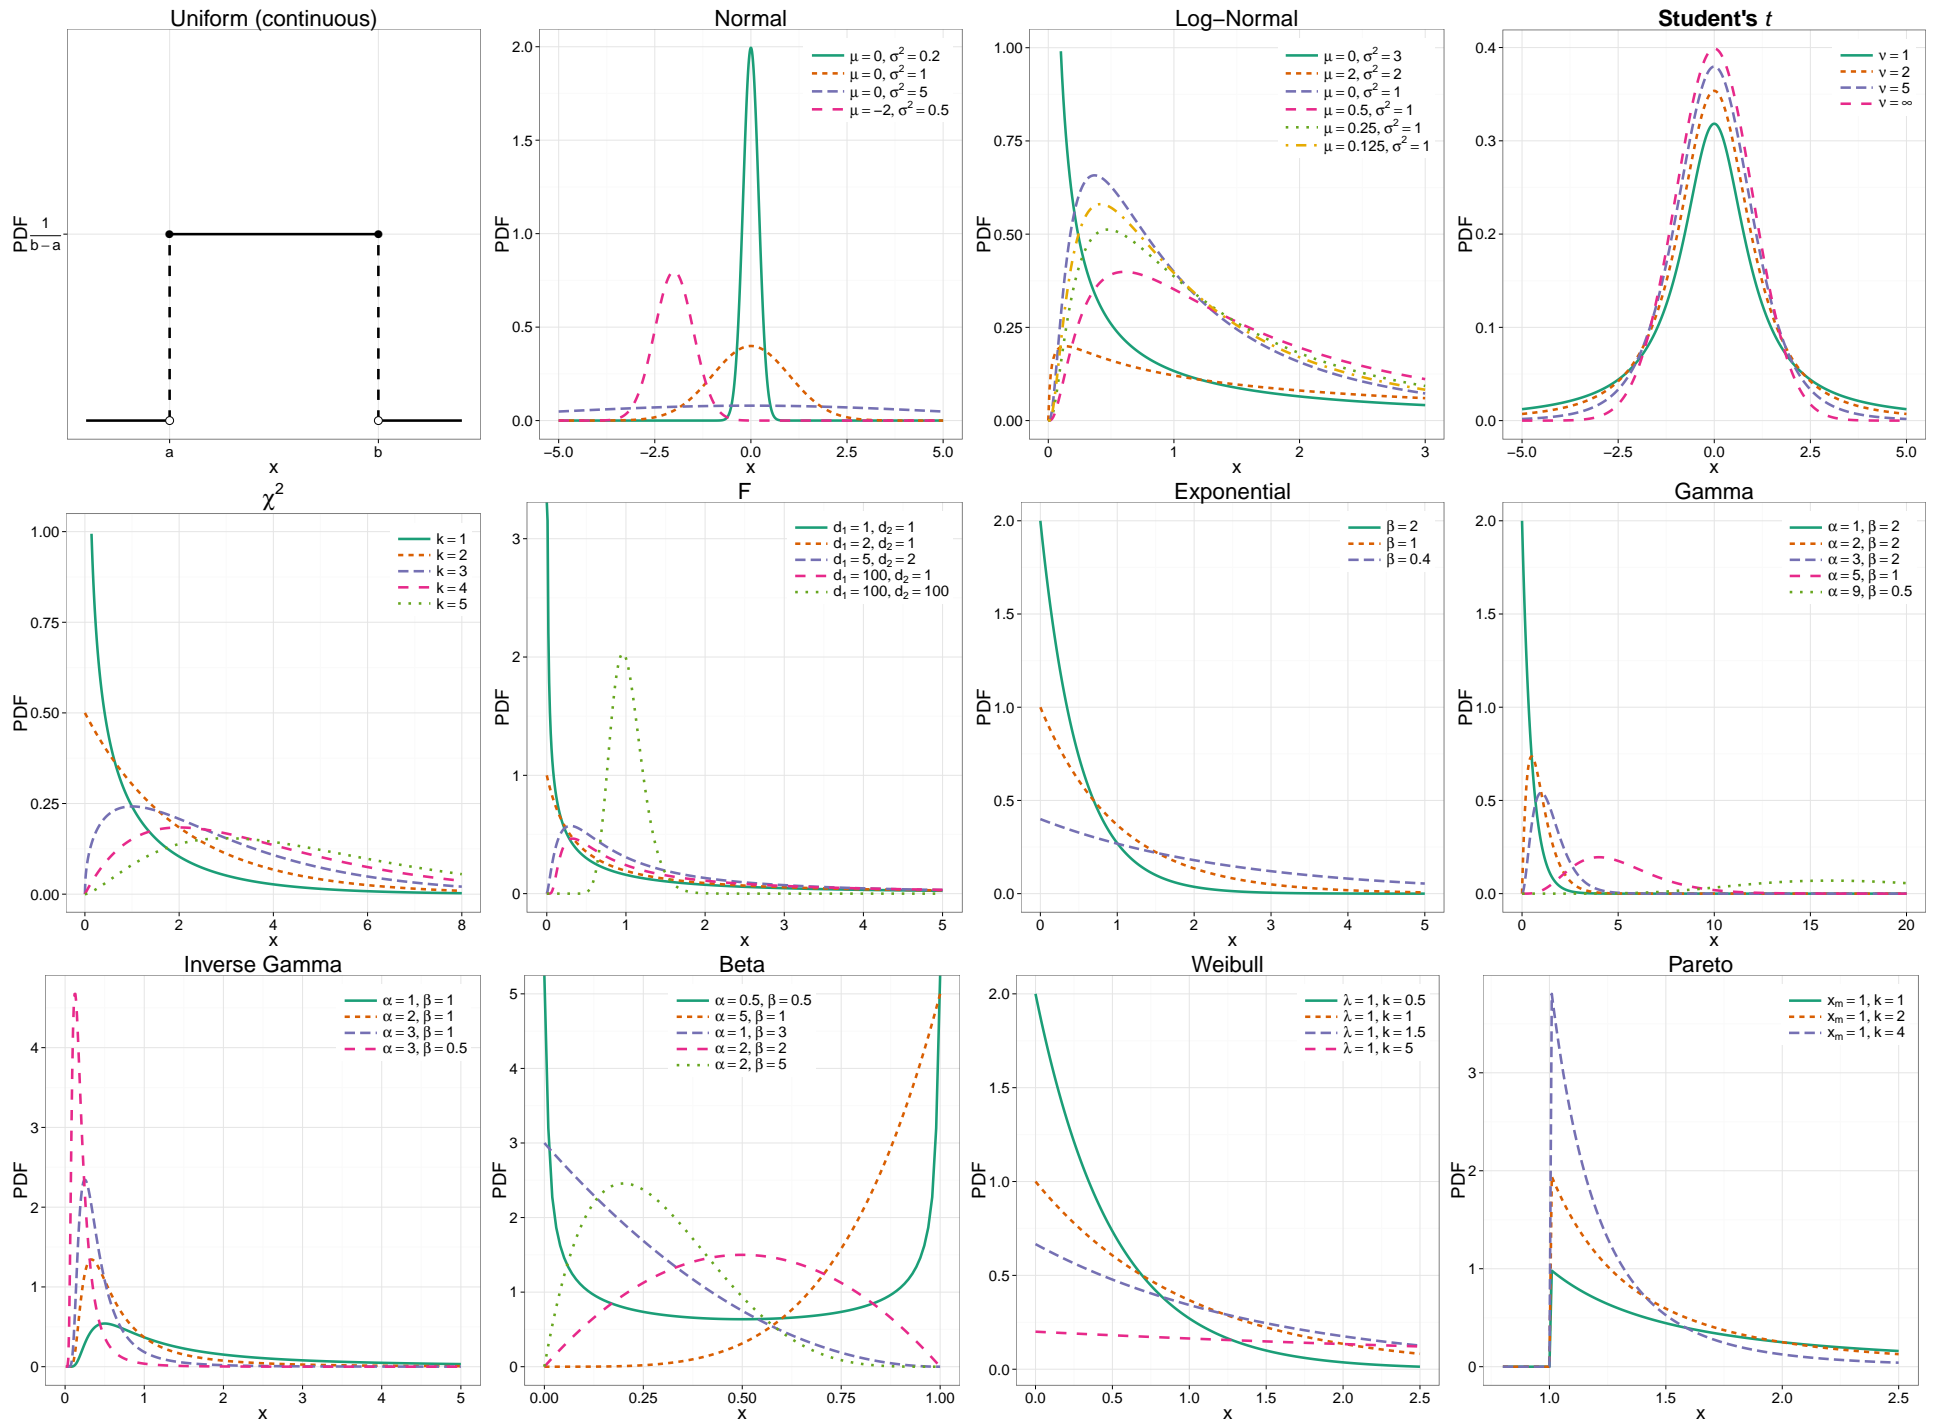 Uniform (continuous)
PDF
1
b − a
a
b
x
Normal
PDF
2.0
1.5
1.0
0.5
0.0
μ = 0, σ² = 0.2
μ = 0, σ² = 1
μ = 0, σ² = 5
μ = −2, σ² = 0.5
−5.0 −2.5 0.0 2.5 5.0
x
Log−Normal
PDF
1.00
0.75
0.50
0.25
0.00
μ = 0, σ² = 3
μ = 2, σ² = 2
μ = 0, σ² = 1
μ = 0.5, σ² = 1
μ = 0.25, σ² = 1
μ = 0.125, σ² = 1
0 1 2 3
x
Student's t
PDF
0.4
0.3
0.2
0.1
0.0
ν = 1
ν = 2
ν = 5
ν = ∞
−5.0 −2.5 0.0 2.5 5.0
x
χ²
PDF
1.00
0.75
0.50
0.25
0.00
k = 1
k = 2
k = 3
k = 4
k = 5
0 2 4 6 8
x
F
PDF
3
2
1
0
d₁ = 1, d₂ = 1
d₁ = 2, d₂ = 1
d₁ = 5, d₂ = 2
d₁ = 100, d₂ = 1
d₁ = 100, d₂ = 100
0 1 2 3 4 5
x
Exponential
PDF
2.0
1.5
1.0
0.5
0.0
β = 2
β = 1
β = 0.4
0 1 2 3 4 5
x
Gamma
PDF
2.0
1.5
1.0
0.5
0.0
α = 1, β = 2
α = 2, β = 2
α = 3, β = 2
α = 5, β = 1
α = 9, β = 0.5
0 5 10 15 20
x
Inverse Gamma
PDF
4
3
2
1
0
α = 1, β = 1
α = 2, β = 1
α = 3, β = 1
α = 3, β = 0.5
0 1 2 3 4 5
x
Beta
PDF
5
4
3
2
1
0
α = 0.5, β = 0.5
α = 5, β = 1
α = 1, β = 3
α = 2, β = 2
α = 2, β = 5
0.00 0.25 0.50 0.75 1.00
x
Weibull
PDF
2.0
1.5
1.0
0.5
0.0
λ = 1, k = 0.5
λ = 1, k = 1
λ = 1, k = 1.5
λ = 1, k = 5
0.0 0.5 1.0 1.5 2.0 2.5
x
Pareto
PDF
3
2
1
0
xₘ = 1, k = 1
xₘ = 1, k = 2
xₘ = 1, k = 4
1.0 1.5 2.0 2.5
x